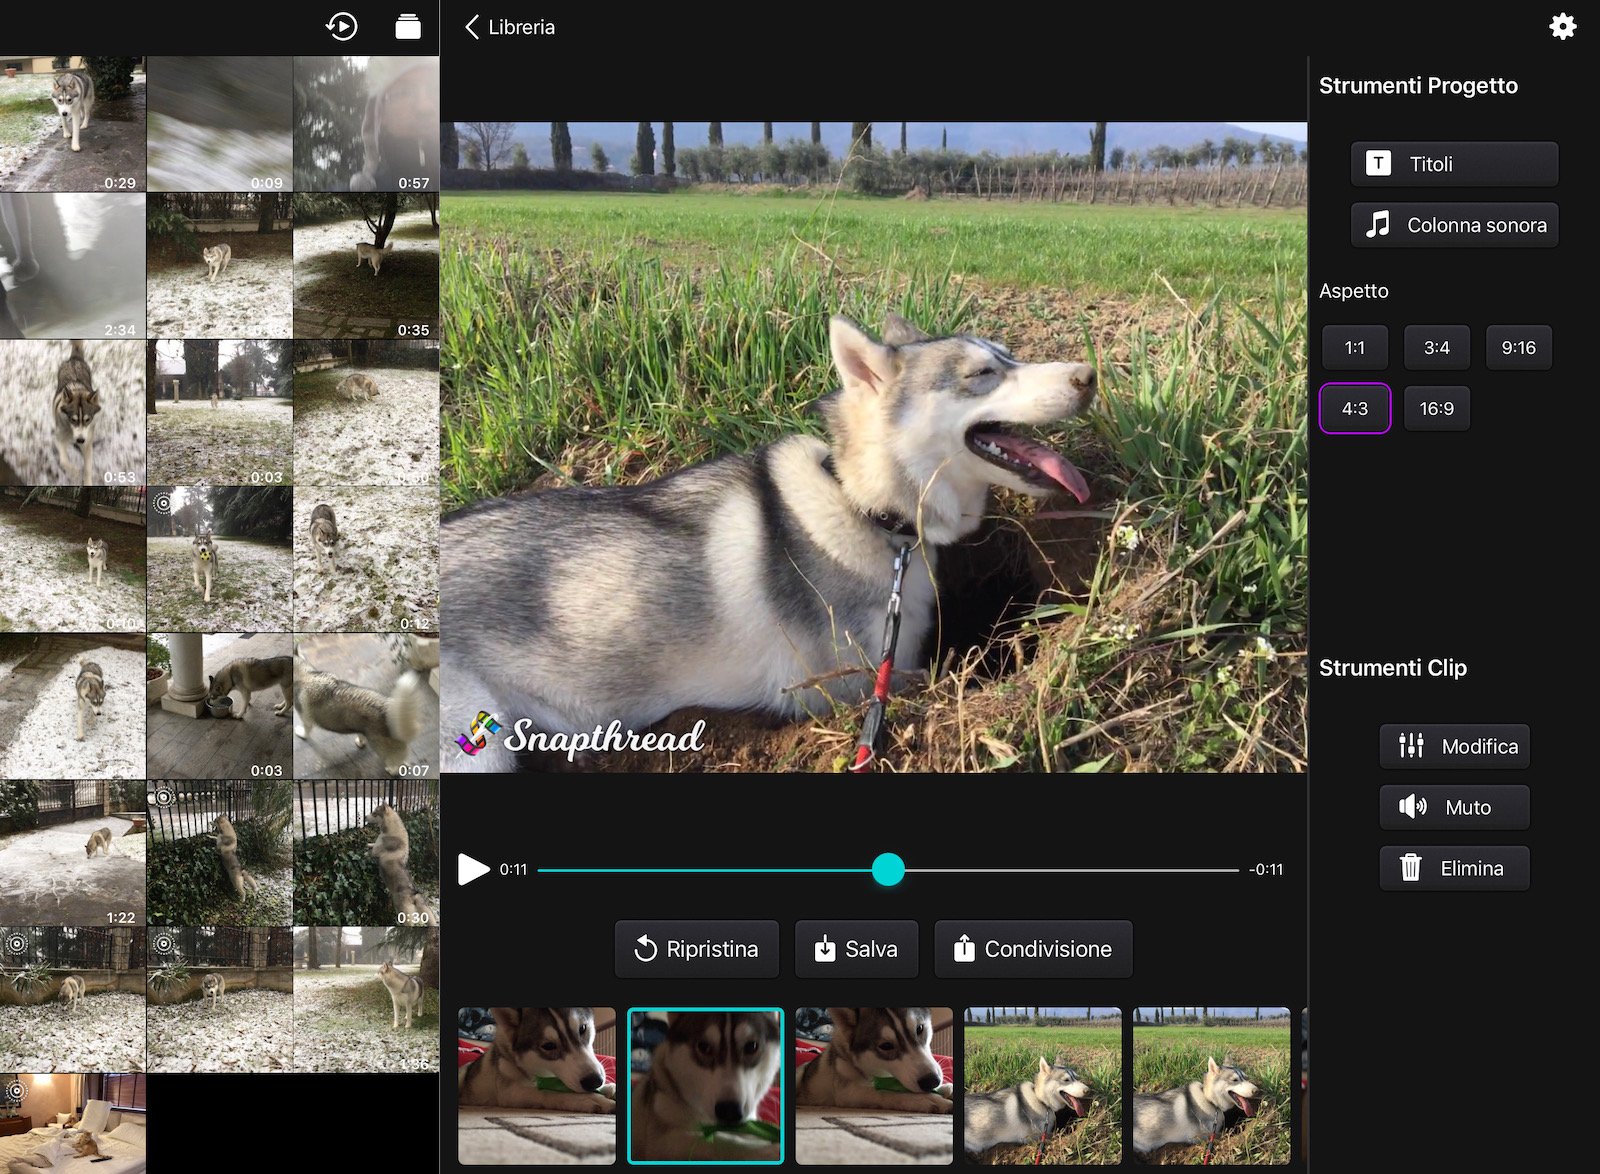 Libreria
0:29
0:09
0:57
2:34
0:35
0:53
0:03
0:10
0:12
0:03
0:07
1:22
0:30
1:36
Snapthread
0:11
-0:11
Ripristina
Salva
Condivisione
Strumenti Progetto
T
Titoli
Colonna sonora
Aspetto
1:1
3:4
9:16
4:3
16:9
Strumenti Clip
Modifica
Muto
Elimina